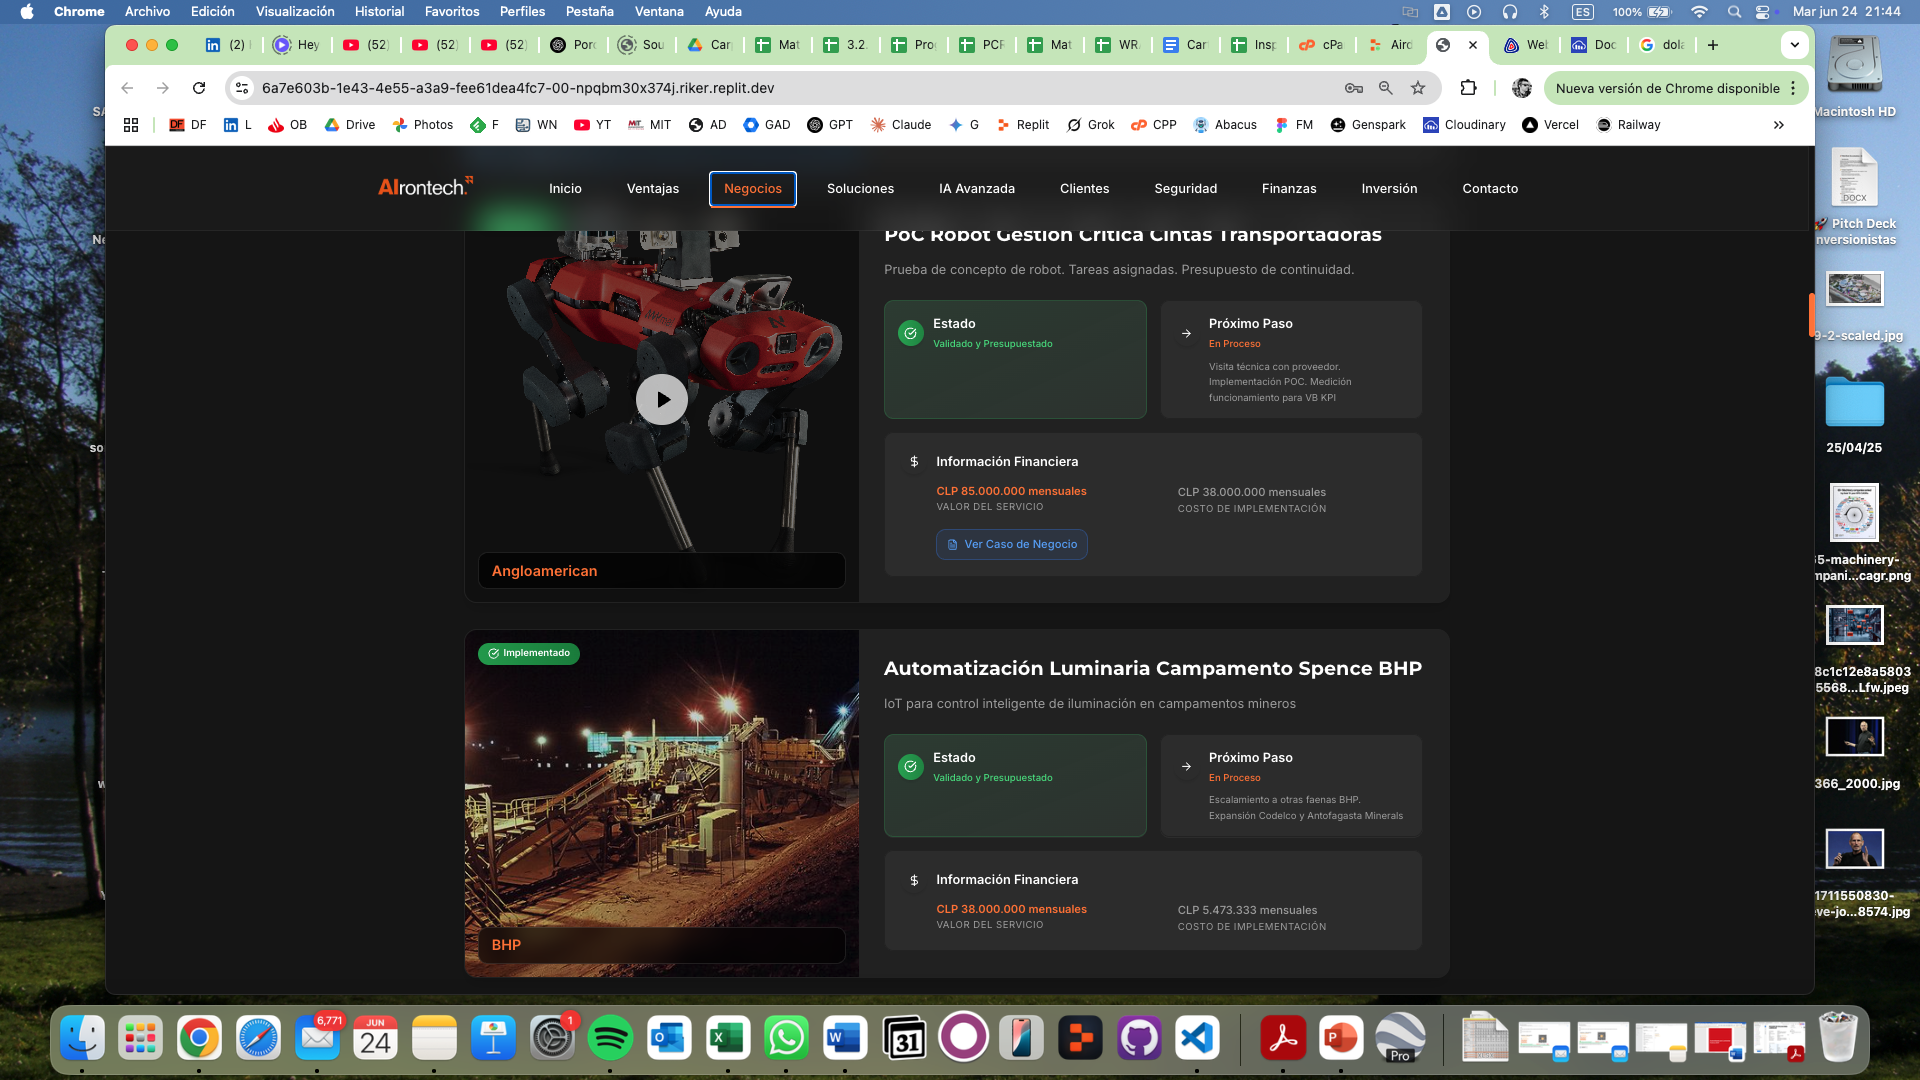 Chrome Archivo Edición Visualización Historial Favoritos Perfiles Pestaña Ventana Ayuda
ES 100% Mar jun 24 21:44
(2) Hey (52) (52) (52) Sou Mat 3.2. Mat WR. Insp cPa Web Doc dola
6a7e603b-1e43-4e55-a3a9-fee61dea4fc7-00-npqbm30x374j.riker.replit.dev
Nueva versión de Chrome disponible
DF L OB Drive Photos F WN YT MIT AD GAD GPT Claude G Replit Grok CPP Abacus FM Genspark Cloudinary Vercel Railway
AIrontech. Inicio Ventajas Negocios Soluciones IA Avanzada Clientes Seguridad Finanzas Inversión Contacto
PoC Robot Gestión Crítica Cintas Transportadoras
Prueba de concepto de robot. Tareas asignadas. Presupuesto de continuidad.
Estado
Validado y Presupuestado
Próximo Paso
En Proceso
Visita técnica con proveedor.
Implementación POC. Medición
funcionamiento para VB KPI
Información Financiera
CLP 85.000.000 mensuales
VALOR DEL SERVICIO
CLP 38.000.000 mensuales
COSTO DE IMPLEMENTACIÓN
Ver Caso de Negocio
Angloamerican
Implementado
Automatización Luminaria Campamento Spence BHP
IoT para control inteligente de iluminación en campamentos mineros
Estado
Validado y Presupuestado
Próximo Paso
En Proceso
Escalamiento a otras faenas BHP.
Expansión Codelco y Antofagasta Minerals
Información Financiera
CLP 38.000.000 mensuales
VALOR DEL SERVICIO
CLP 5.473.333 mensuales
COSTO DE IMPLEMENTACIÓN
BHP
Macintosh HD
DOCX
Pitch Deck
nversionistas
9-2-scaled.jpg
25/04/25
65-machinery-
mpani...cagr.png
8c1c12e8a5803
5568...Lfw.jpeg
366_2000.jpg
1711550830-
eve-jo...8574.jpg
6,771
JUN
24
1
31
Pro